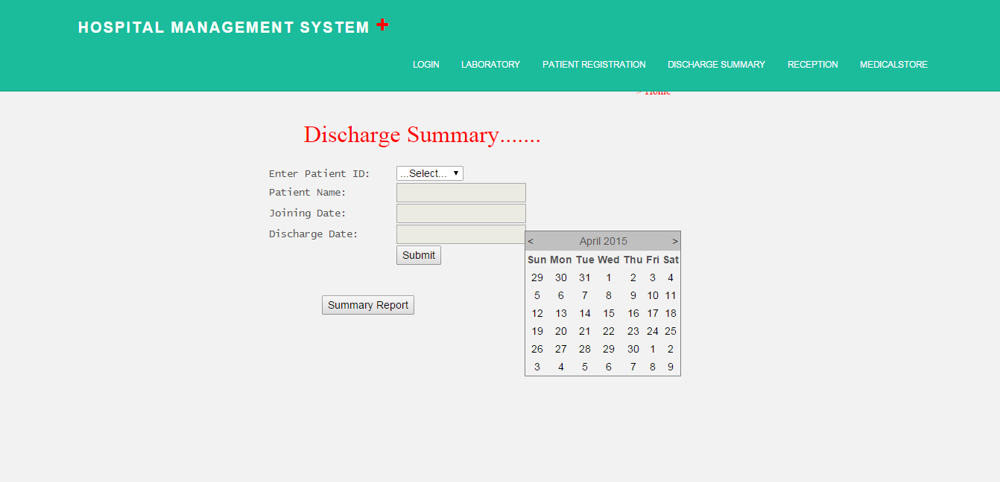 HOSPITAL MANAGEMENT SYSTEM +
LOGIN LABORATORY PATIENT REGISTRATION DISCHARGE SUMMARY RECEPTION MEDICALSTORE
> Home
Discharge Summary.......
Enter Patient ID: ...Select...
Patient Name:
Joining Date:
Discharge Date:
Submit
Summary Report
< April 2015 >
Sun Mon Tue Wed Thu Fri Sat
29 30 31 1 2 3 4
5 6 7 8 9 10 11
12 13 14 15 16 17 18
19 20 21 22 23 24 25
26 27 28 29 30 1 2
3 4 5 6 7 8 9